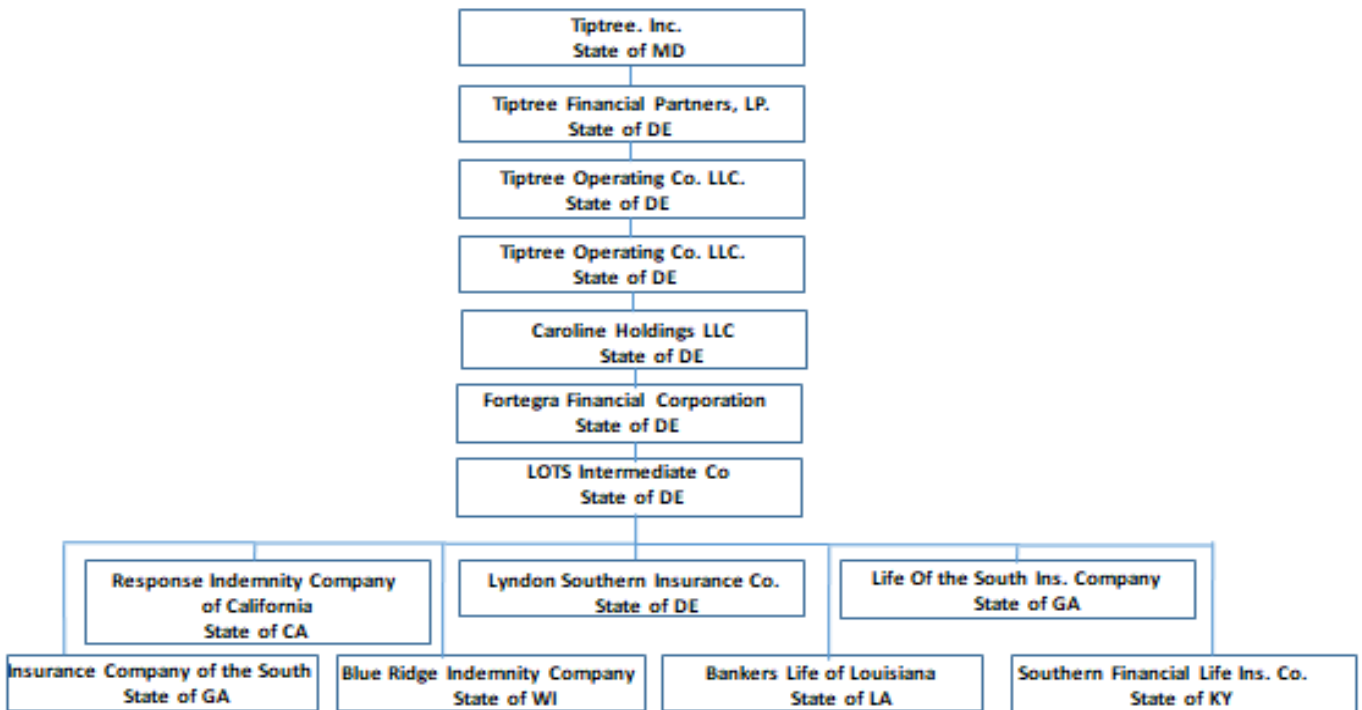 Tiptree. Inc.
State of MD
Tiptree Financial Partners, LP.
State of DE
Tiptree Operating Co. LLC.
State of DE
Tiptree Operating Co. LLC.
State of DE
Caroline Holdings LLC
State of DE
Fortegra Financial Corporation
State of DE
LOTS Intermediate Co
State of DE
Response Indemnity Company
of California
State of CA
Lyndon Southern Insurance Co.
State of DE
Life Of the South Ins. Company
State of GA
Insurance Company of the South
State of GA
Blue Ridge Indemnity Company
State of WI
Bankers Life of Louisiana
State of LA
Southern Financial Life Ins. Co.
State of KY